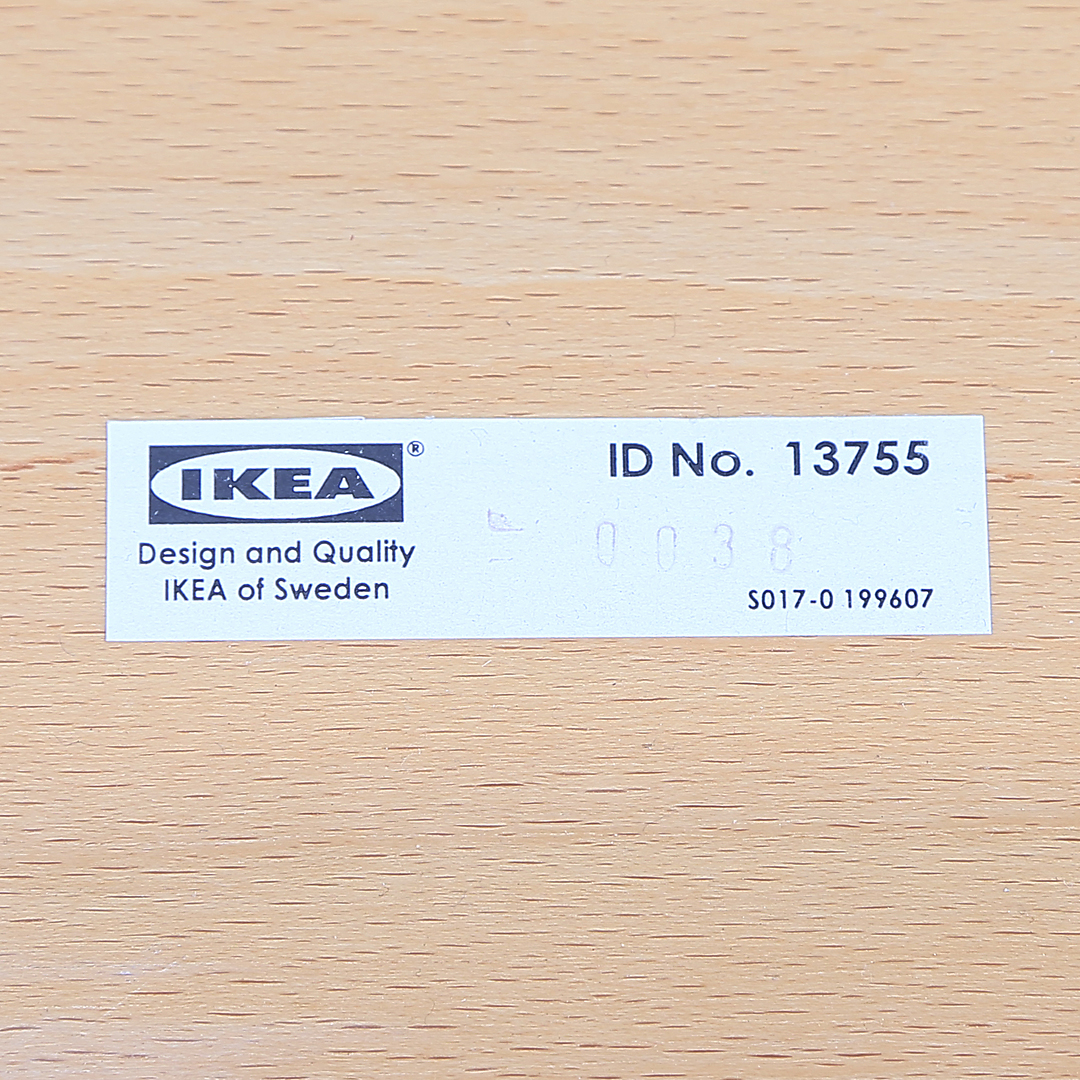 IKEA®
Design and Quality
IKEA of Sweden
ID No. 13755
0038
S017-0 199607